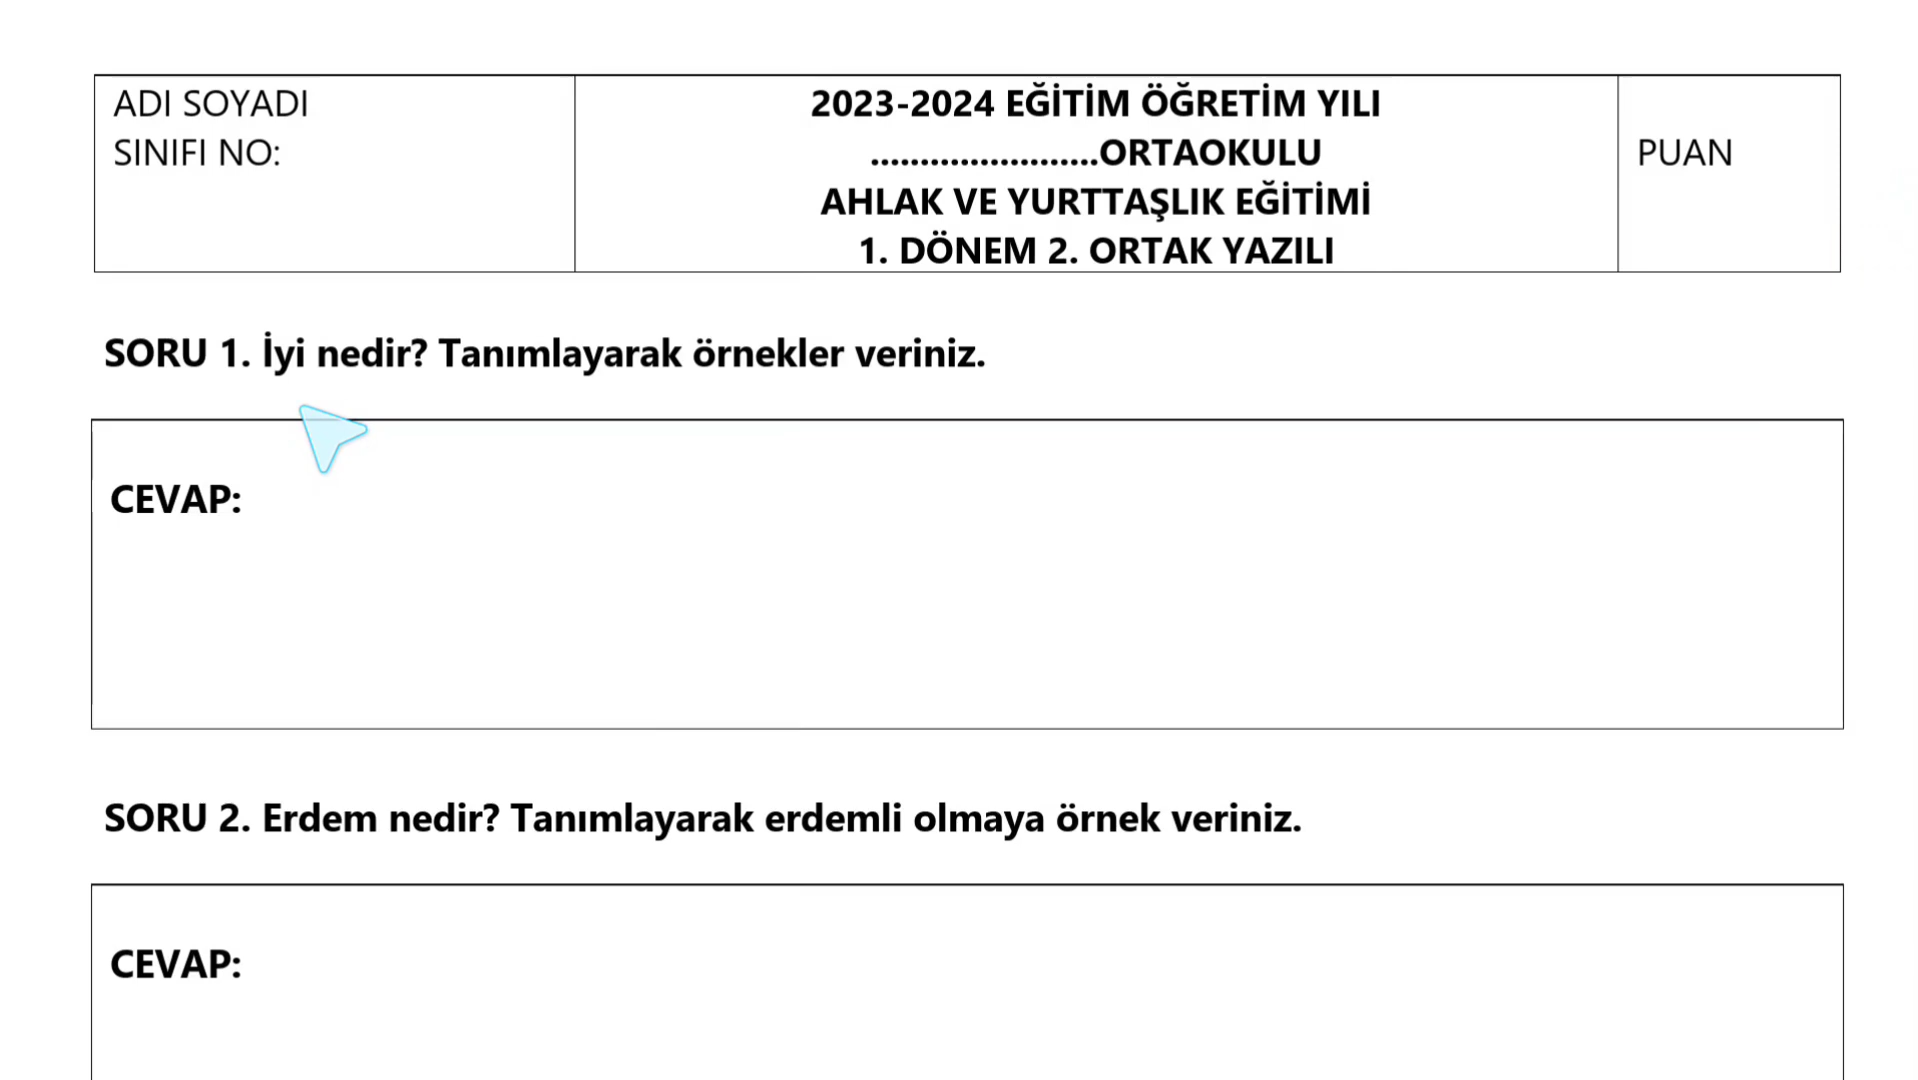 ADI SOYADI
SINIFI NO:
2023-2024 EĞİTİM ÖĞRETİM YILI
.......................ORTAOKULU
AHLAK VE YURTTAŞLIK EĞİTİMİ
1. DÖNEM 2. ORTAK YAZILI
PUAN
SORU 1. İyi nedir? Tanımlayarak örnekler veriniz.
CEVAP:
SORU 2. Erdem nedir? Tanımlayarak erdemli olmaya örnek veriniz.
CEVAP: